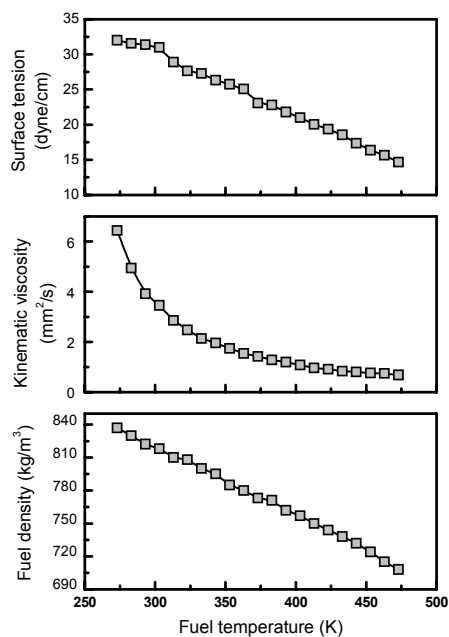 35
30
25
20
15
10
Surface tension
(dyne/cm)
6
4
2
0
Kinematic viscosity
(mm²/s)
840
810
780
750
720
690
Fuel density (kg/m³)
250 300 350 400 450 500
Fuel temperature (K)